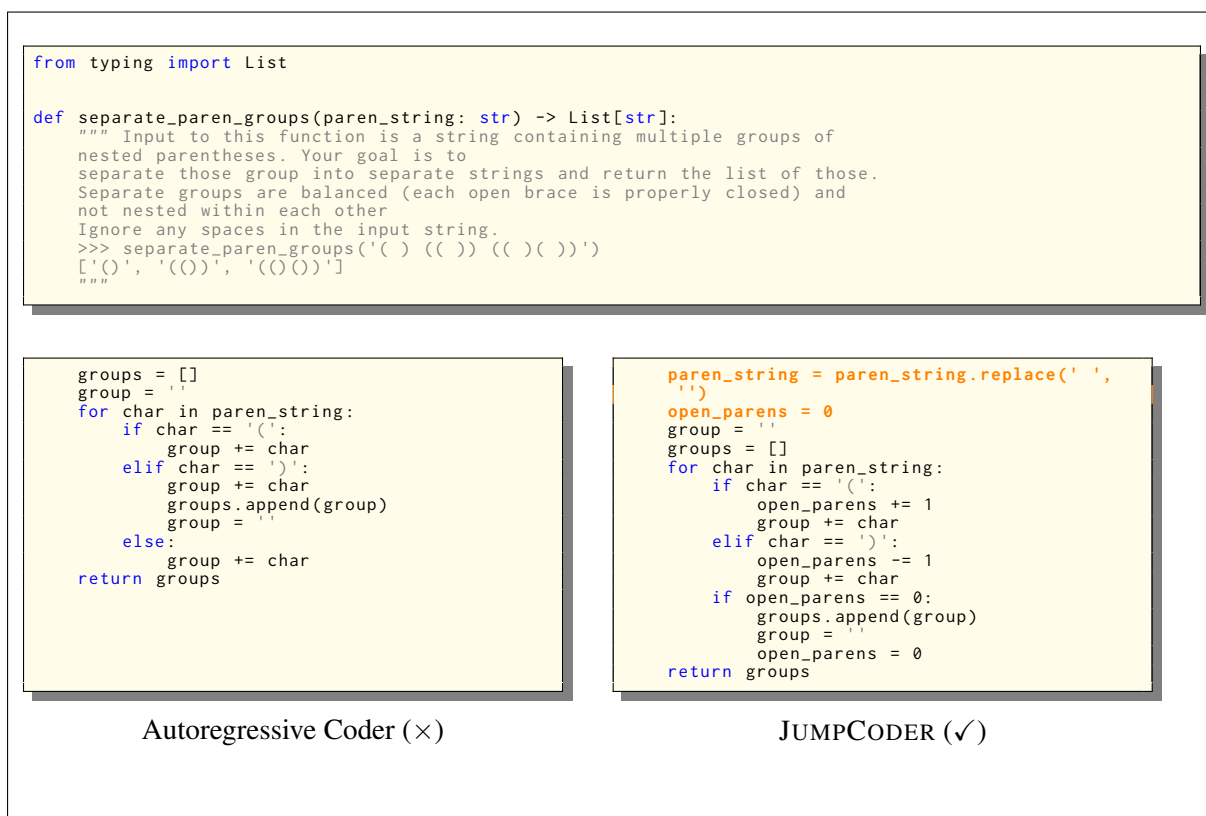 from typing import List
def separate_paren_groups(paren_string: str) -> List[str]:
    """ Input to this function is a string containing multiple groups of
    nested parentheses. Your goal is to
    separate those group into separate strings and return the list of those.
    Separate groups are balanced (each open brace is properly closed) and
    not nested within each other
    Ignore any spaces in the input string.
    >>> separate_paren_groups('( ) (( )) (( )( ))')
    ['()', '(())', '(()())']
    """
    groups = []
    group = ''
    for char in paren_string:
        if char == '(':
            group += char
        elif char == ')':
            group += char
            groups.append(group)
            group = ''
        else:
            group += char
    return groups
Autoregressive Coder (×)
    paren_string = paren_string.replace(' ',
    '')
    open_parens = 0
    group = ''
    groups = []
    for char in paren_string:
        if char == '(':
            open_parens += 1
            group += char
        elif char == ')':
            open_parens -= 1
            group += char
        if open_parens == 0:
            groups.append(group)
            group = ''
            open_parens = 0
    return groups
JUMPCODER (✓)